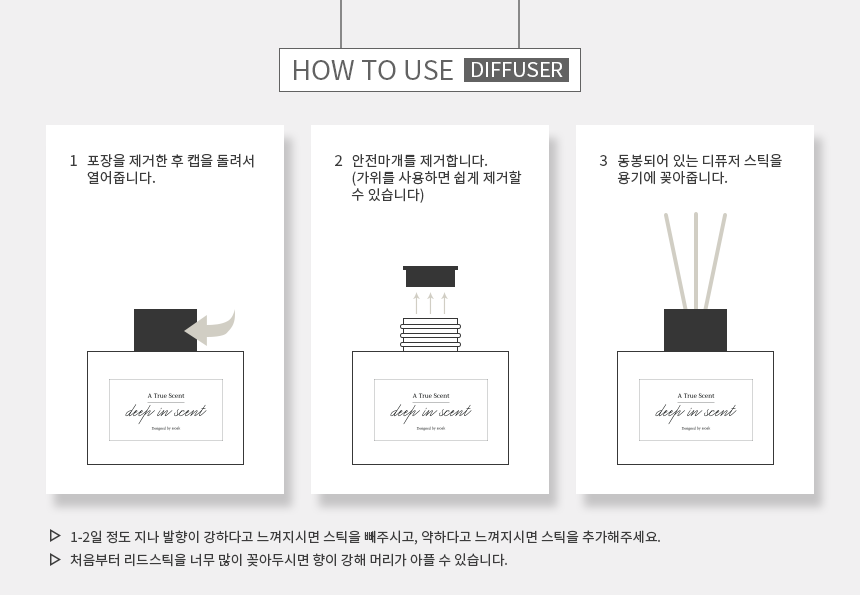 HOW TO USE DIFFUSER
1 포장을 제거한 후 캡을 돌려서
열어줍니다.
2 안전마개를 제거합니다.
(가위를 사용하면 쉽게 제거할
수 있습니다)
3 동봉되어 있는 디퓨저 스틱을
용기에 꽂아줍니다.
A True Scent
deep in scent
Designed by
A True Scent
deep in scent
Designed by
A True Scent
deep in scent
Designed by
1-2일 정도 지나 발향이 강하다고 느껴지시면 스틱을 빼주시고, 약하다고 느껴지시면 스틱을 추가해주세요.
처음부터 리드스틱을 너무 많이 꽂아두시면 향이 강해 머리가 아플 수 있습니다.